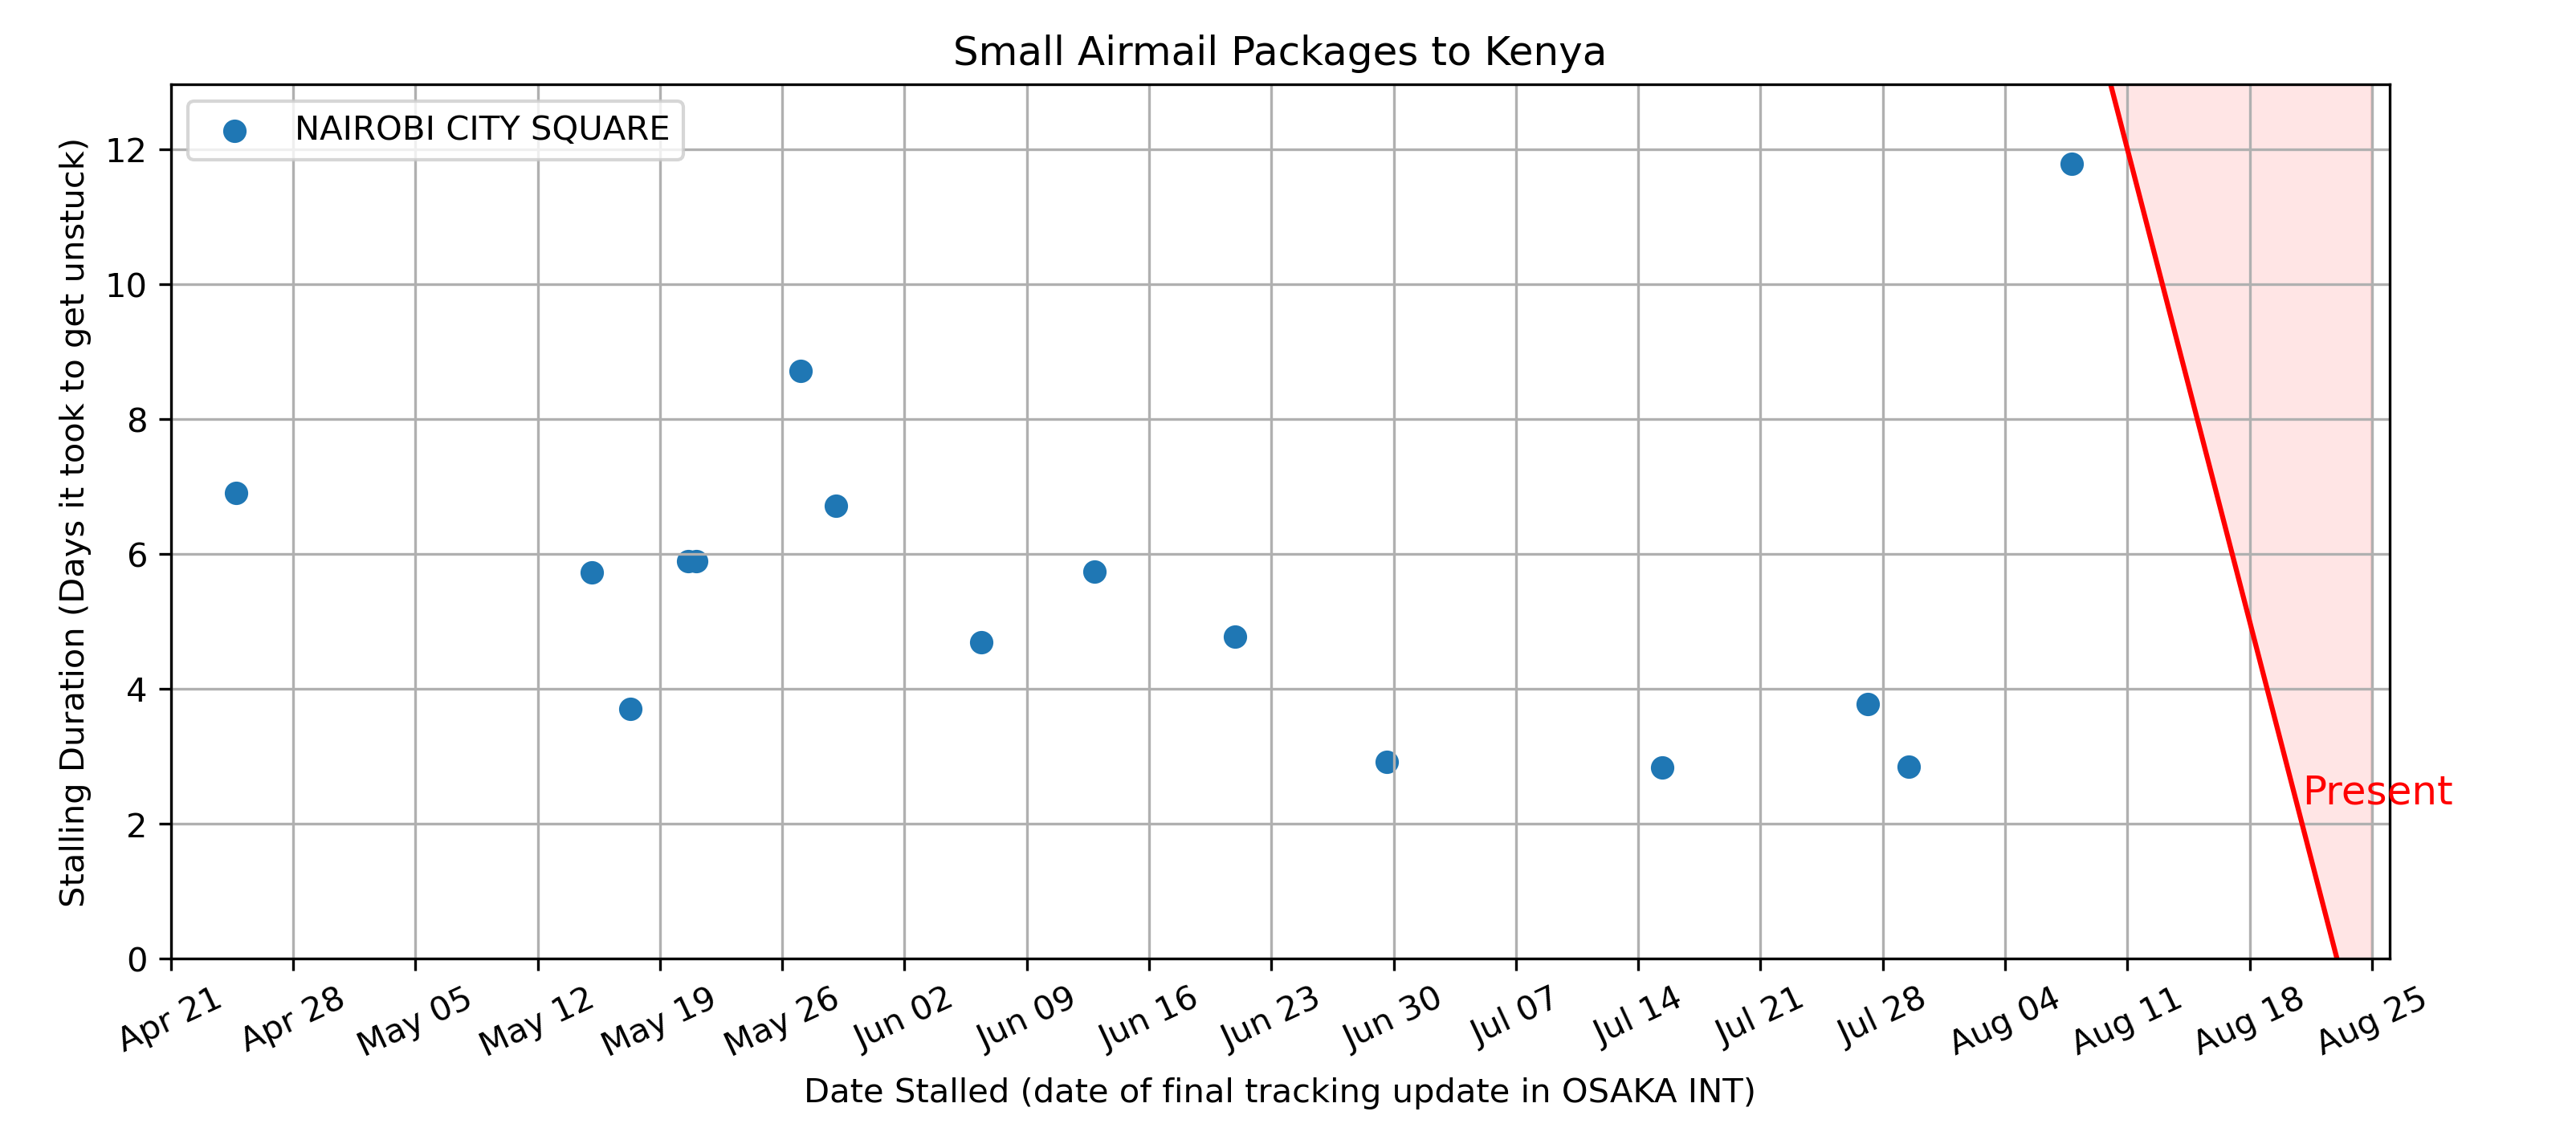 Small Airmail Packages to Kenya
NAIROBI CITY SQUARE
Stalling Duration (Days it took to get unstuck)
12
10
8
6
4
2
0
Present
Apr 21
Apr 28
May 05
May 12
May 19
May 26
Jun 02
Jun 09
Jun 16
Jun 23
Jun 30
Jul 07
Jul 14
Jul 21
Jul 28
Aug 04
Aug 11
Aug 18
Aug 25
Date Stalled (date of final tracking update in OSAKA INT)